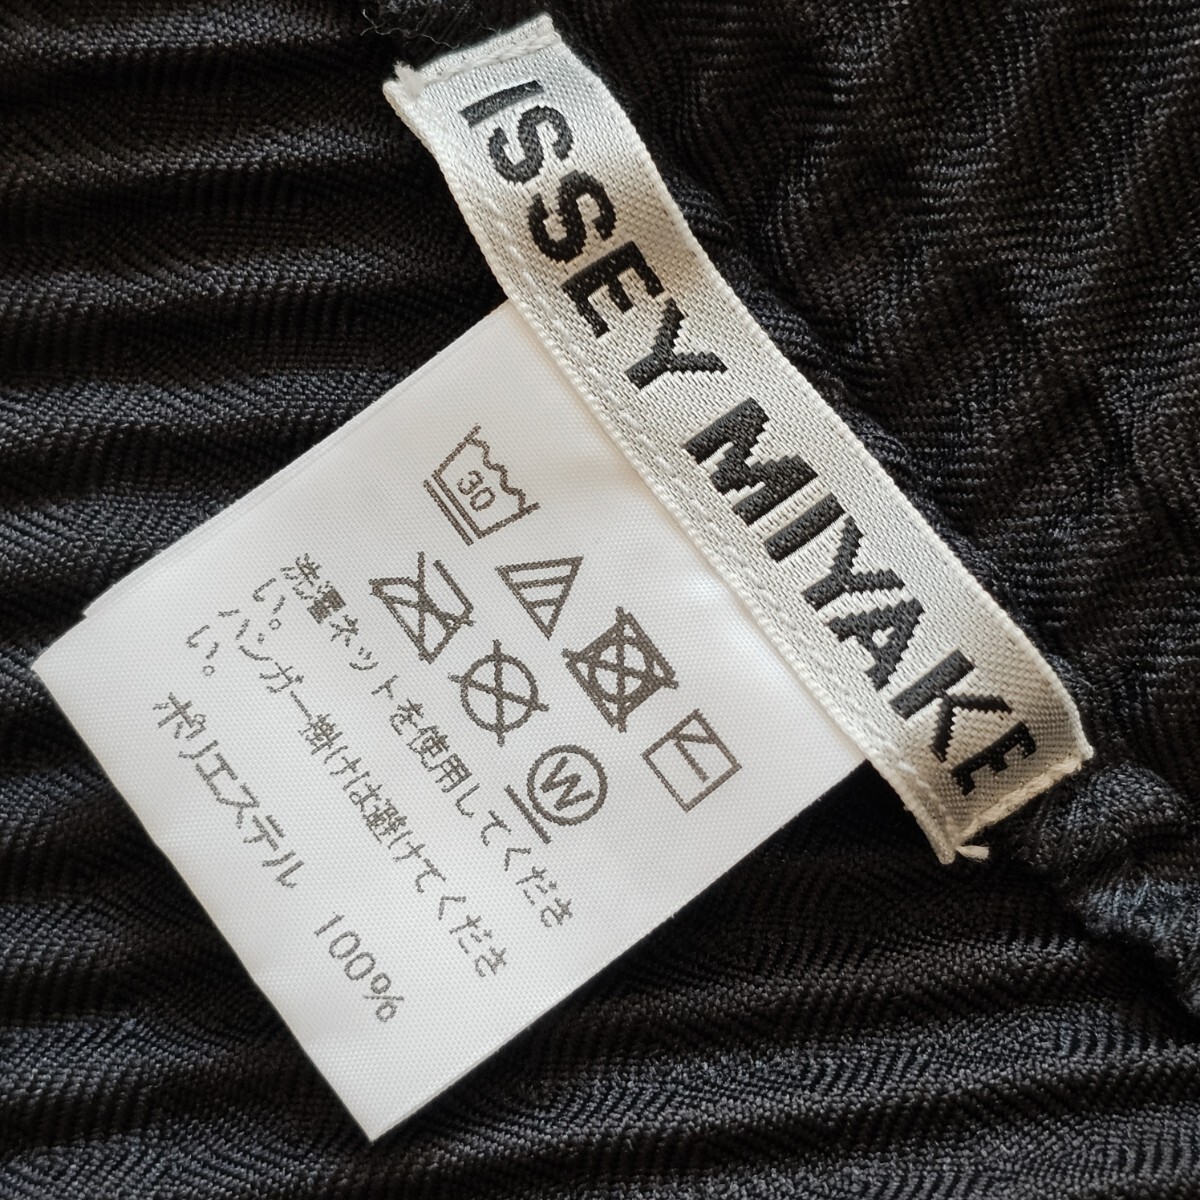 ISSEY MIYAKE
30
W
洗濯ネットを使用してくださ
い。
ハンガー掛けは避けてくださ
い。
ポリエステル 100%